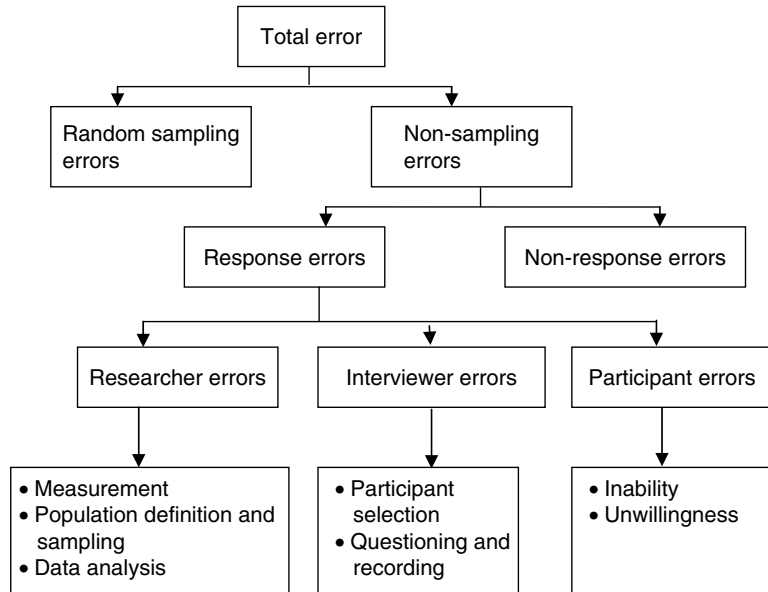 Total error
Random sampling
errors
Non-sampling
errors
Response errors
Non-response errors
Researcher errors
Interviewer errors
Participant errors
• Measurement
• Population definition and
sampling
• Data analysis
• Participant
selection
• Questioning and
recording
• Inability
• Unwillingness